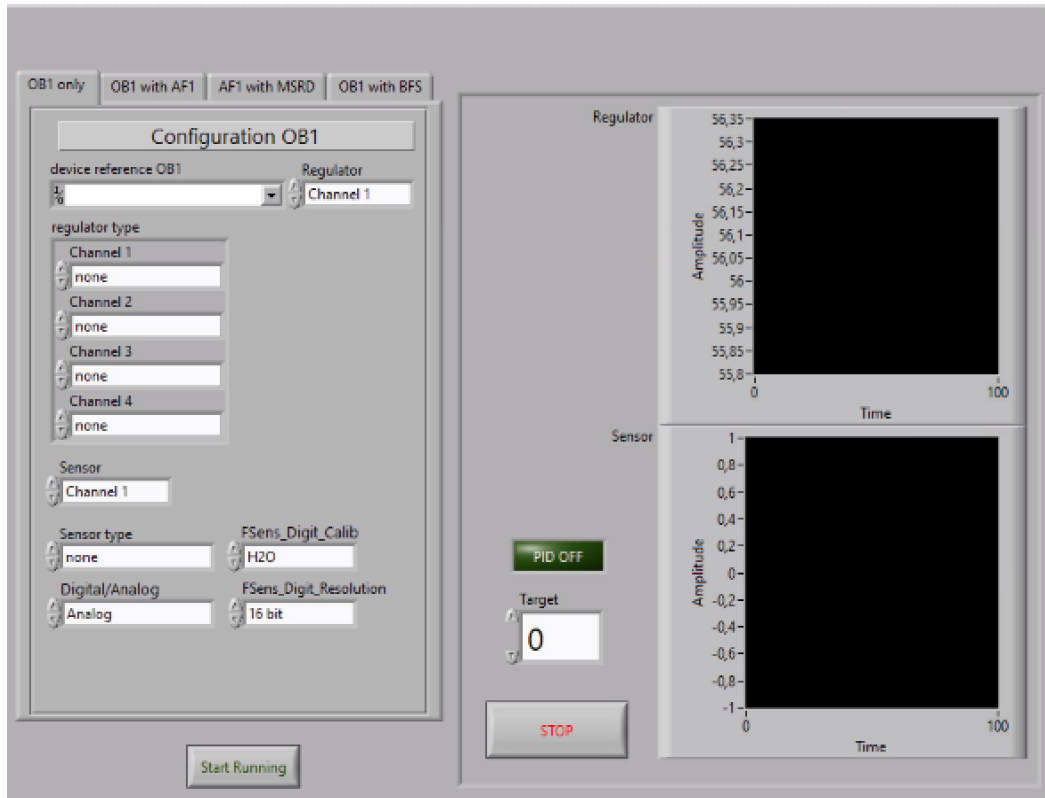 OB1 only
OB1 with AF1
AF1 with MSRD
OB1 with BFS
Configuration OB1
device reference OB1
Regulator
Channel 1
regulator type
Channel 1
none
Channel 2
none
Channel 3
none
Channel 4
none
Sensor
Channel 1
Sensor type
FSens_Digit_Calib
none
H2O
Digital/Analog
FSens_Digit_Resolution
Analog
16 bit
Start Running
Regulator
Amplitude
56,35
56,3
56,25
56,2
56,15
56,1
56,05
56
55,95
55,9
55,85
55,8
0
100
Time
Sensor
Amplitude
1
0,8
0,6
0,4
0,2
0
-0,2
-0,4
-0,6
-0,8
-1
0
100
Time
PID OFF
Target
0
STOP